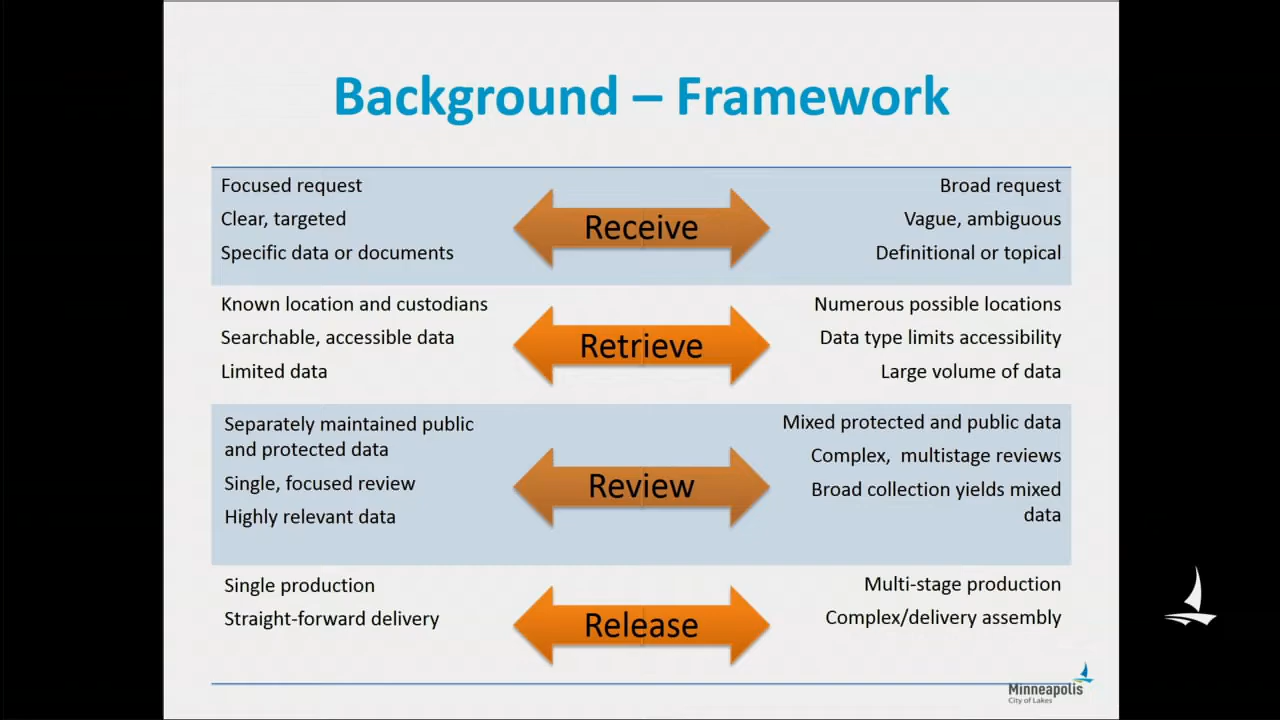 Background – Framework
Focused request
Clear, targeted
Specific data or documents
Receive
Broad request
Vague, ambiguous
Definitional or topical
Known location and custodians
Searchable, accessible data
Limited data
Retrieve
Numerous possible locations
Data type limits accessibility
Large volume of data
Separately maintained public
and protected data
Single, focused review
Highly relevant data
Review
Mixed protected and public data
Complex, multistage reviews
Broad collection yields mixed
data
Single production
Straight-forward delivery
Release
Multi-stage production
Complex/delivery assembly
Minneapolis
City of Lakes